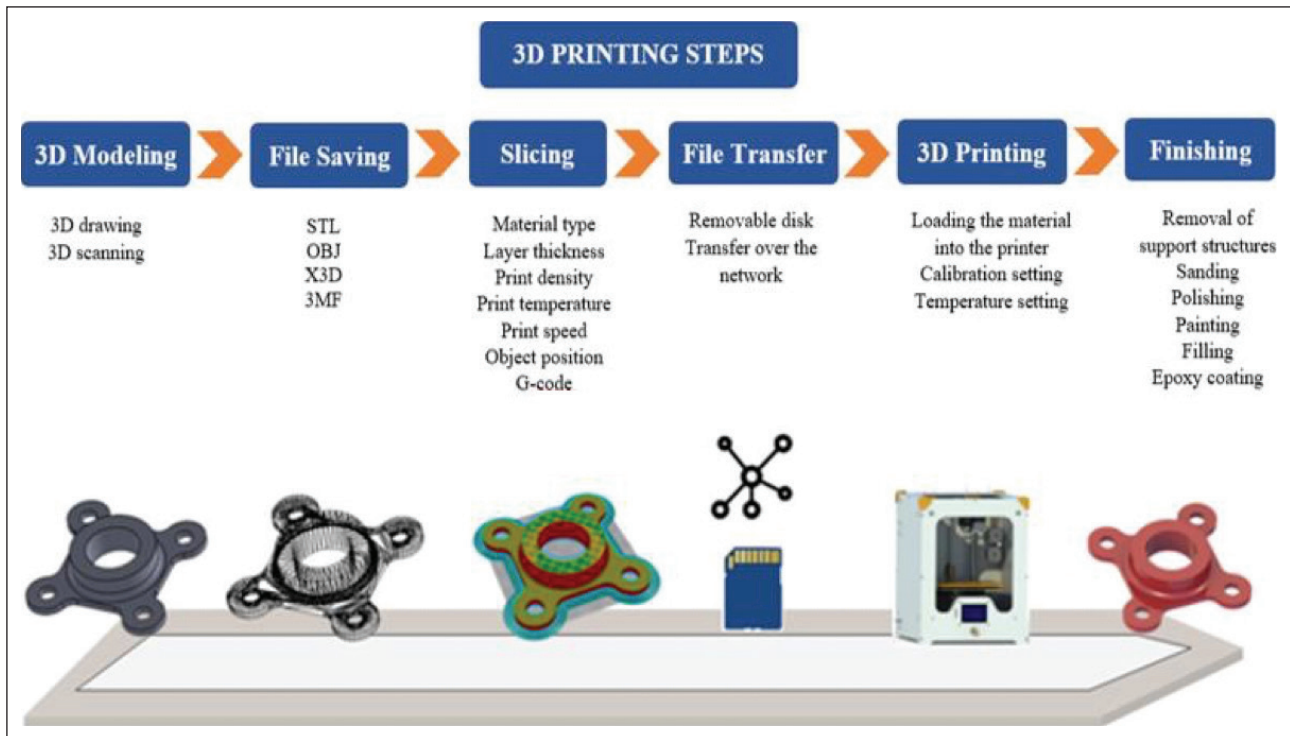 3D PRINTING STEPS
3D Modeling
File Saving
Slicing
File Transfer
3D Printing
Finishing
3D drawing
3D scanning
STL
OBJ
X3D
3MF
Material type
Layer thickness
Print density
Print temperature
Print speed
Object position
G-code
Removable disk
Transfer over the
network
Loading the material
into the printer
Calibration setting
Temperature setting
Removal of
support structures
Sanding
Polishing
Painting
Filling
Epoxy coating